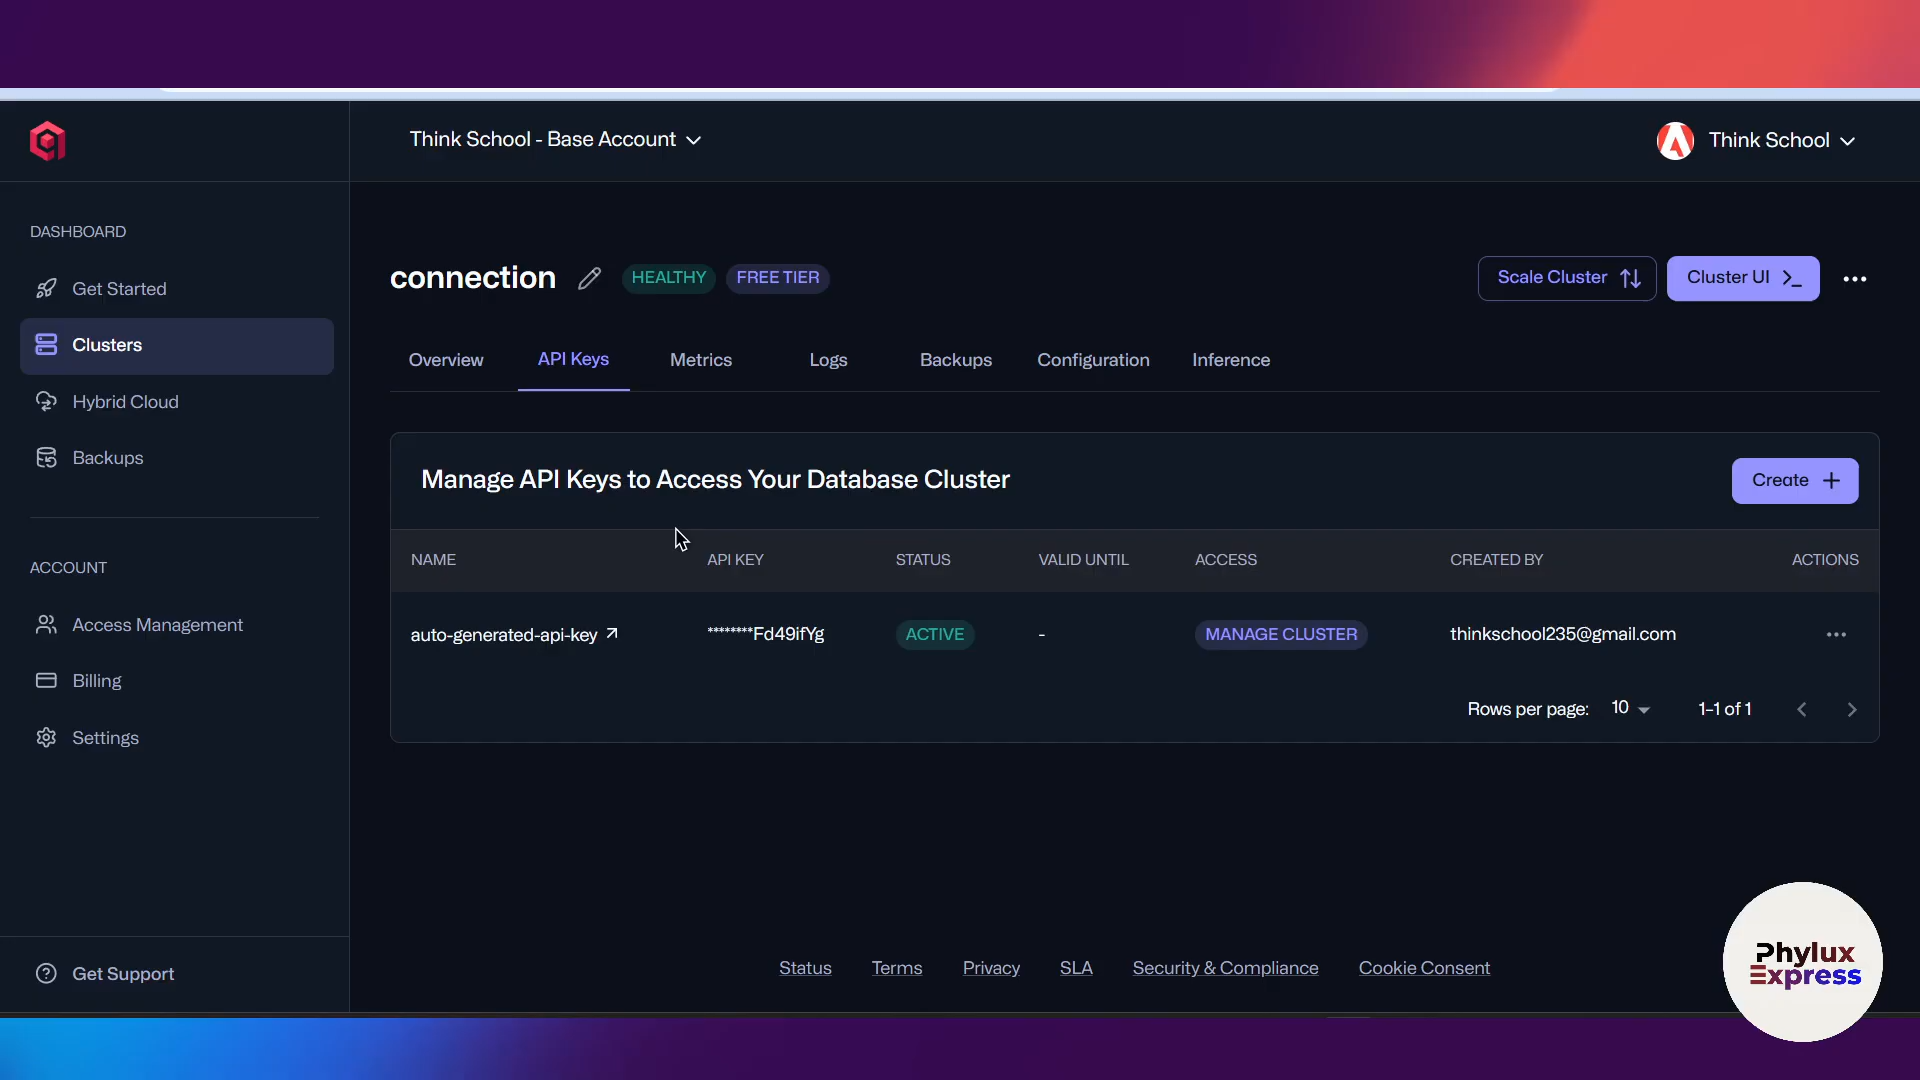 Think School - Base Account
Think School
DASHBOARD
Get Started
Clusters
Hybrid Cloud
Backups
ACCOUNT
Access Management
Billing
Settings
Get Support
connection
HEALTHY
FREE TIER
Scale Cluster
Cluster UI
Overview
API Keys
Metrics
Logs
Backups
Configuration
Inference
Manage API Keys to Access Your Database Cluster
Create
NAME API KEY STATUS VALID UNTIL ACCESS CREATED BY ACTIONS
auto-generated-api-key ********Fd49ifYg ACTIVE - MANAGE CLUSTER thinkschool235@gmail.com
Rows per page: 10 1-1 of 1
Status Terms Privacy SLA Security & Compliance Cookie Consent
Phylux
Express